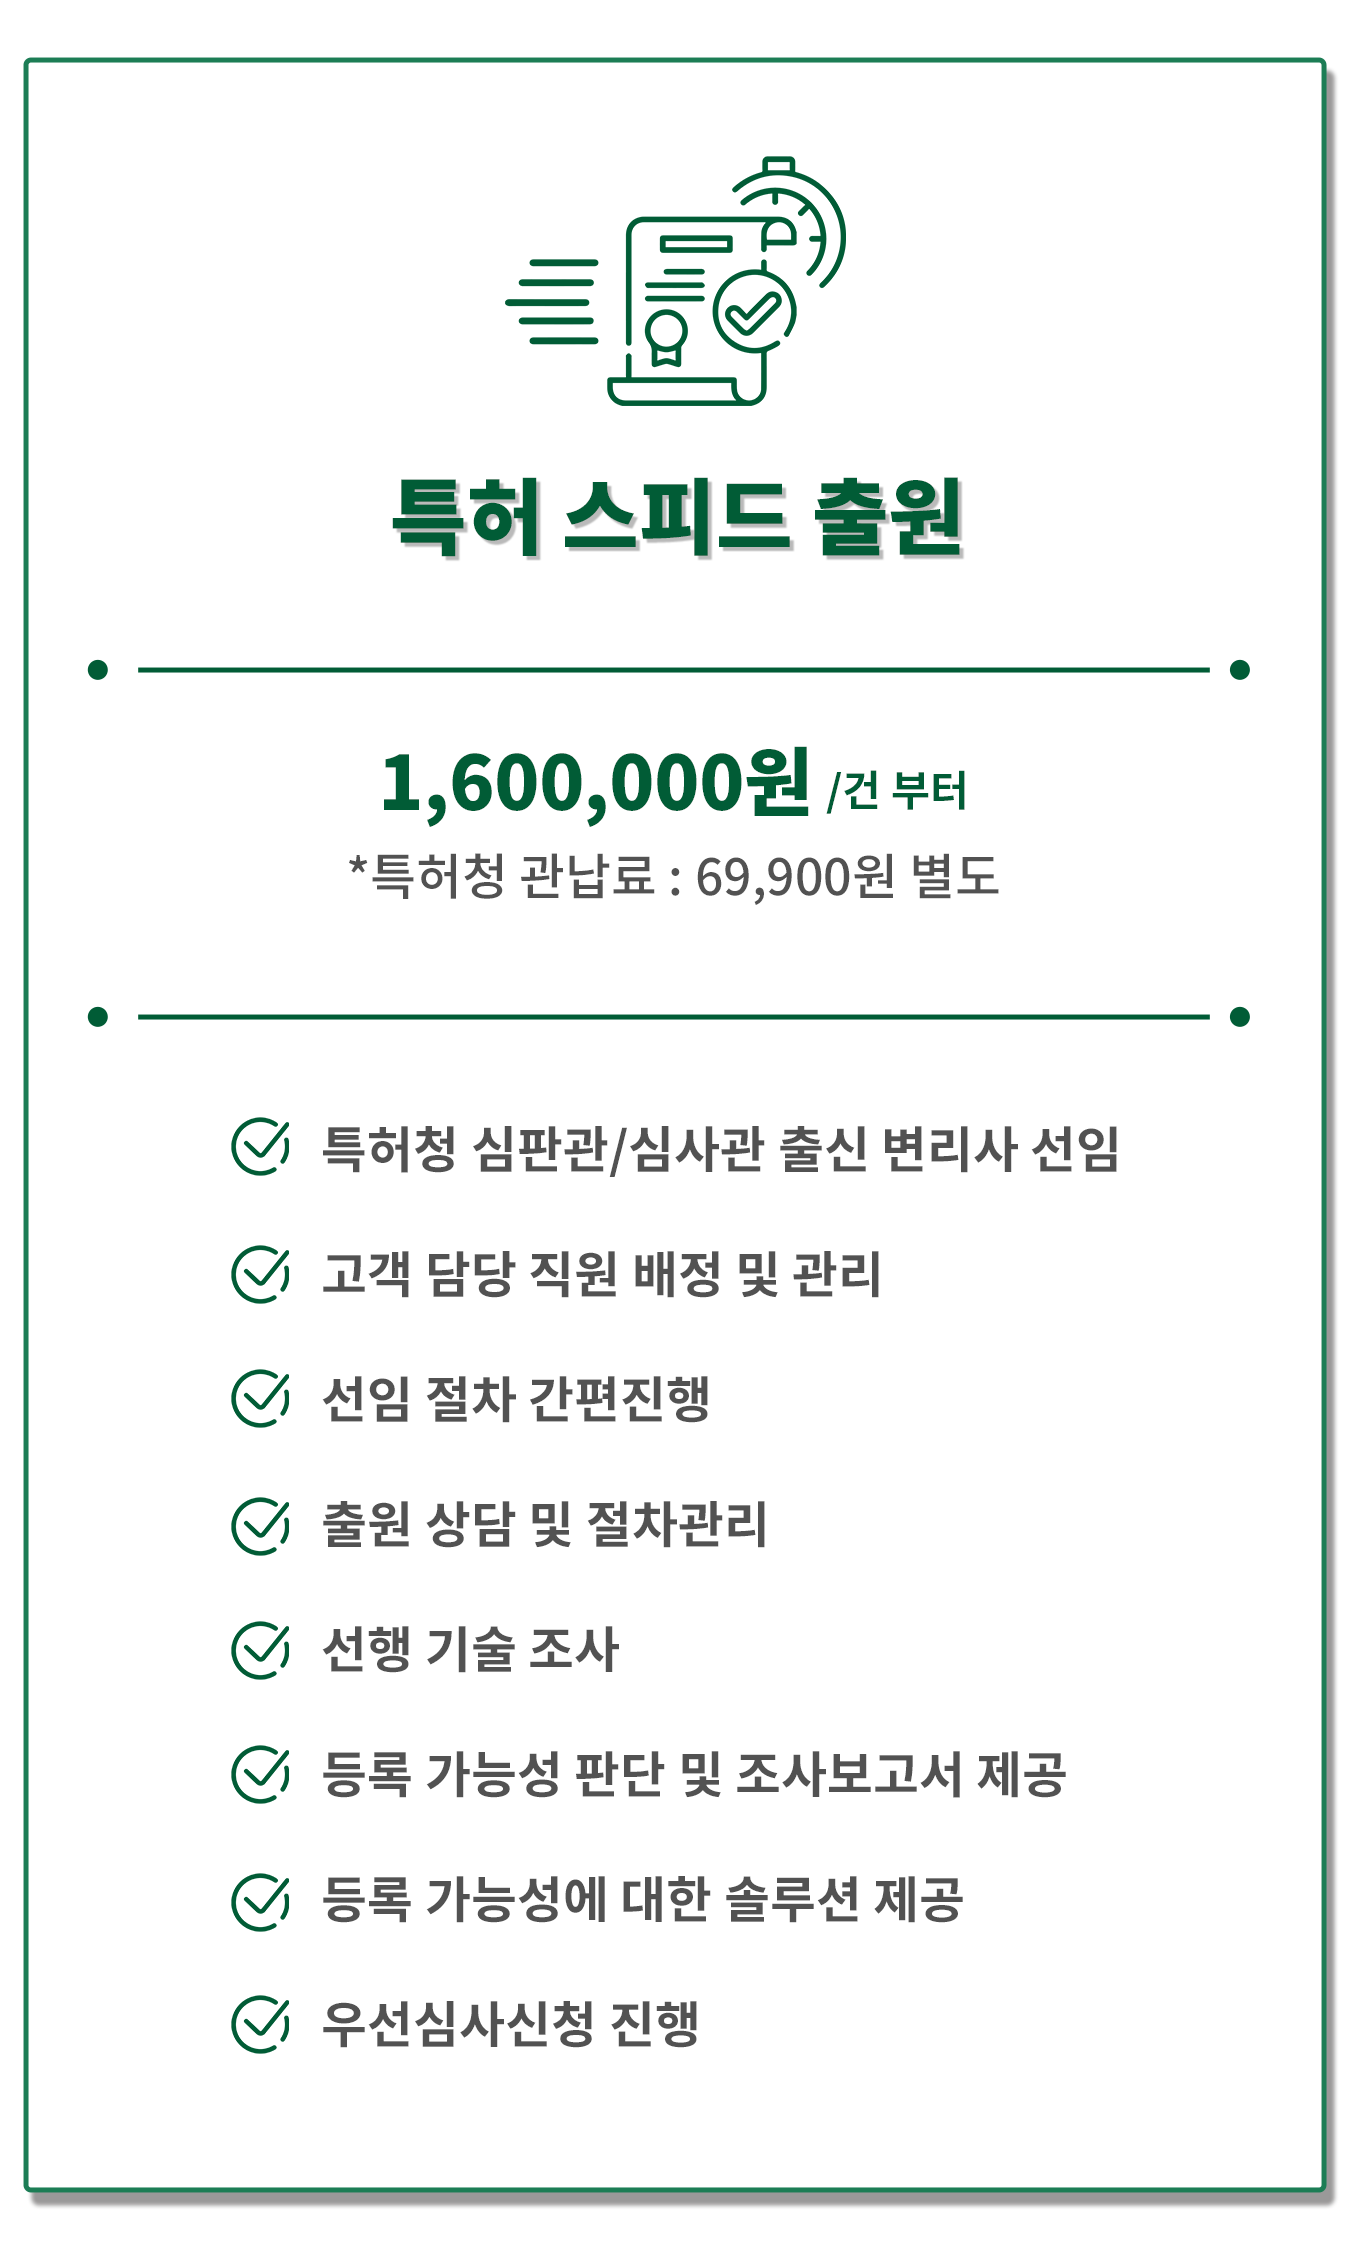 특허 스피드 출원
1,600,000원 /건 부터
*특허청 관납료 : 69,900원 별도
특허청 심판관/심사관 출신 변리사 선임
고객 담당 직원 배정 및 관리
선임 절차 간편진행
출원 상담 및 절차관리
선행 기술 조사
등록 가능성 판단 및 조사보고서 제공
등록 가능성에 대한 솔루션 제공
우선심사신청 진행